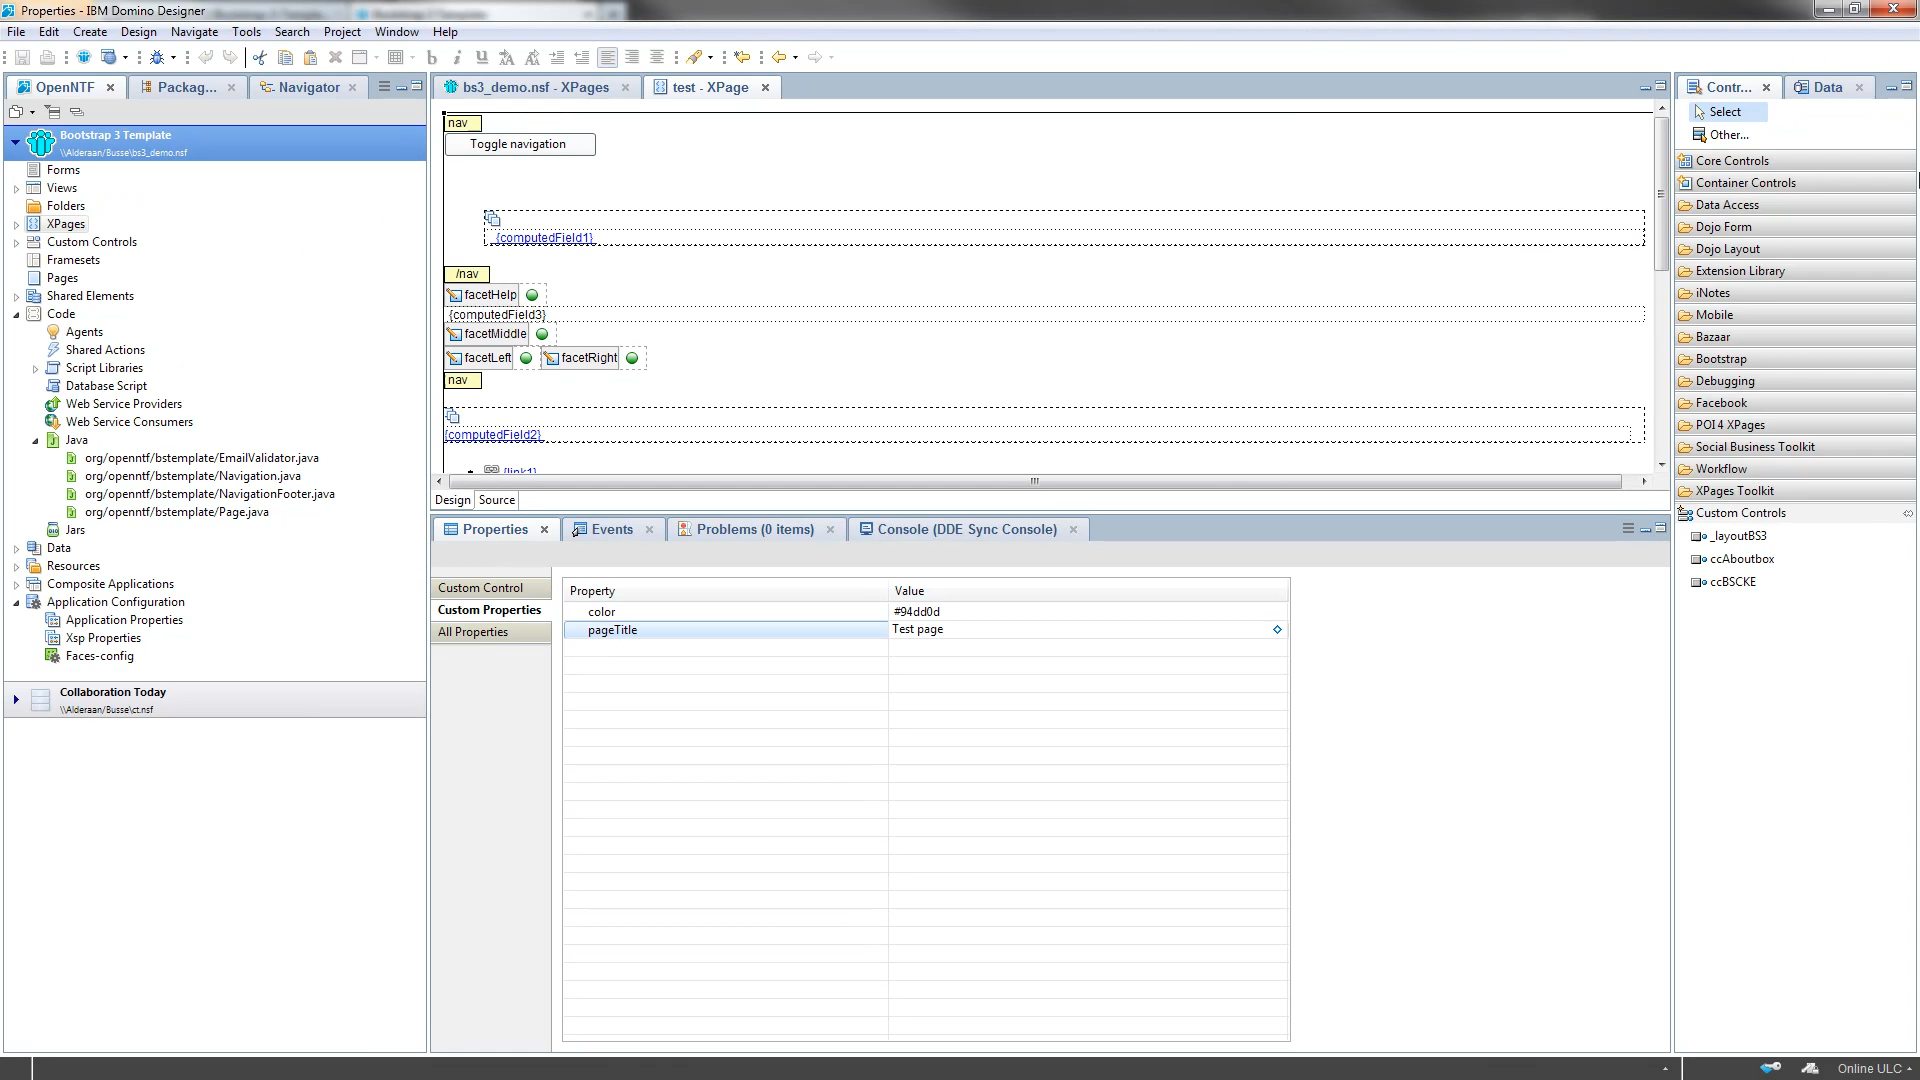 Properties - IBM Domino Designer
File Edit Create Design Navigate Tools Search Project Window Help
OpenNTF
Packag...
Navigator
Bootstrap 3 Template
\\Alderaan/Busse\bs3_demo.nsf
Forms
Views
Folders
XPages
Custom Controls
Framesets
Pages
Shared Elements
Code
Agents
Shared Actions
Script Libraries
Database Script
Web Service Providers
Web Service Consumers
Java
org/openntf/bstemplate/EmailValidator.java
org/openntf/bstemplate/Navigation.java
org/openntf/bstemplate/NavigationFooter.java
org/openntf/bstemplate/Page.java
Jars
Data
Resources
Composite Applications
Application Configuration
Application Properties
Xsp Properties
Faces-config
Collaboration Today
\\Alderaan/Busse\ct.nsf
bs3_demo.nsf - XPages
test - XPage
nav
Toggle navigation
{computedField1}
/nav
facetHelp
{computedField3}
facetMiddle
facetLeft facetRight
nav
{computedField2}
{link1}
Design Source
Properties
Events
Problems (0 items)
Console (DDE Sync Console)
Custom Control
Custom Properties
All Properties
Property Value
color #94dd0d
pageTitle Test page
Contr...
Data
Select
Other...
Core Controls
Container Controls
Data Access
Dojo Form
Dojo Layout
Extension Library
iNotes
Mobile
Bazaar
Bootstrap
Debugging
Facebook
POI 4 XPages
Social Business Toolkit
Workflow
XPages Toolkit
Custom Controls
_layoutBS3
ccAboutbox
ccBSCKE
Online ULC